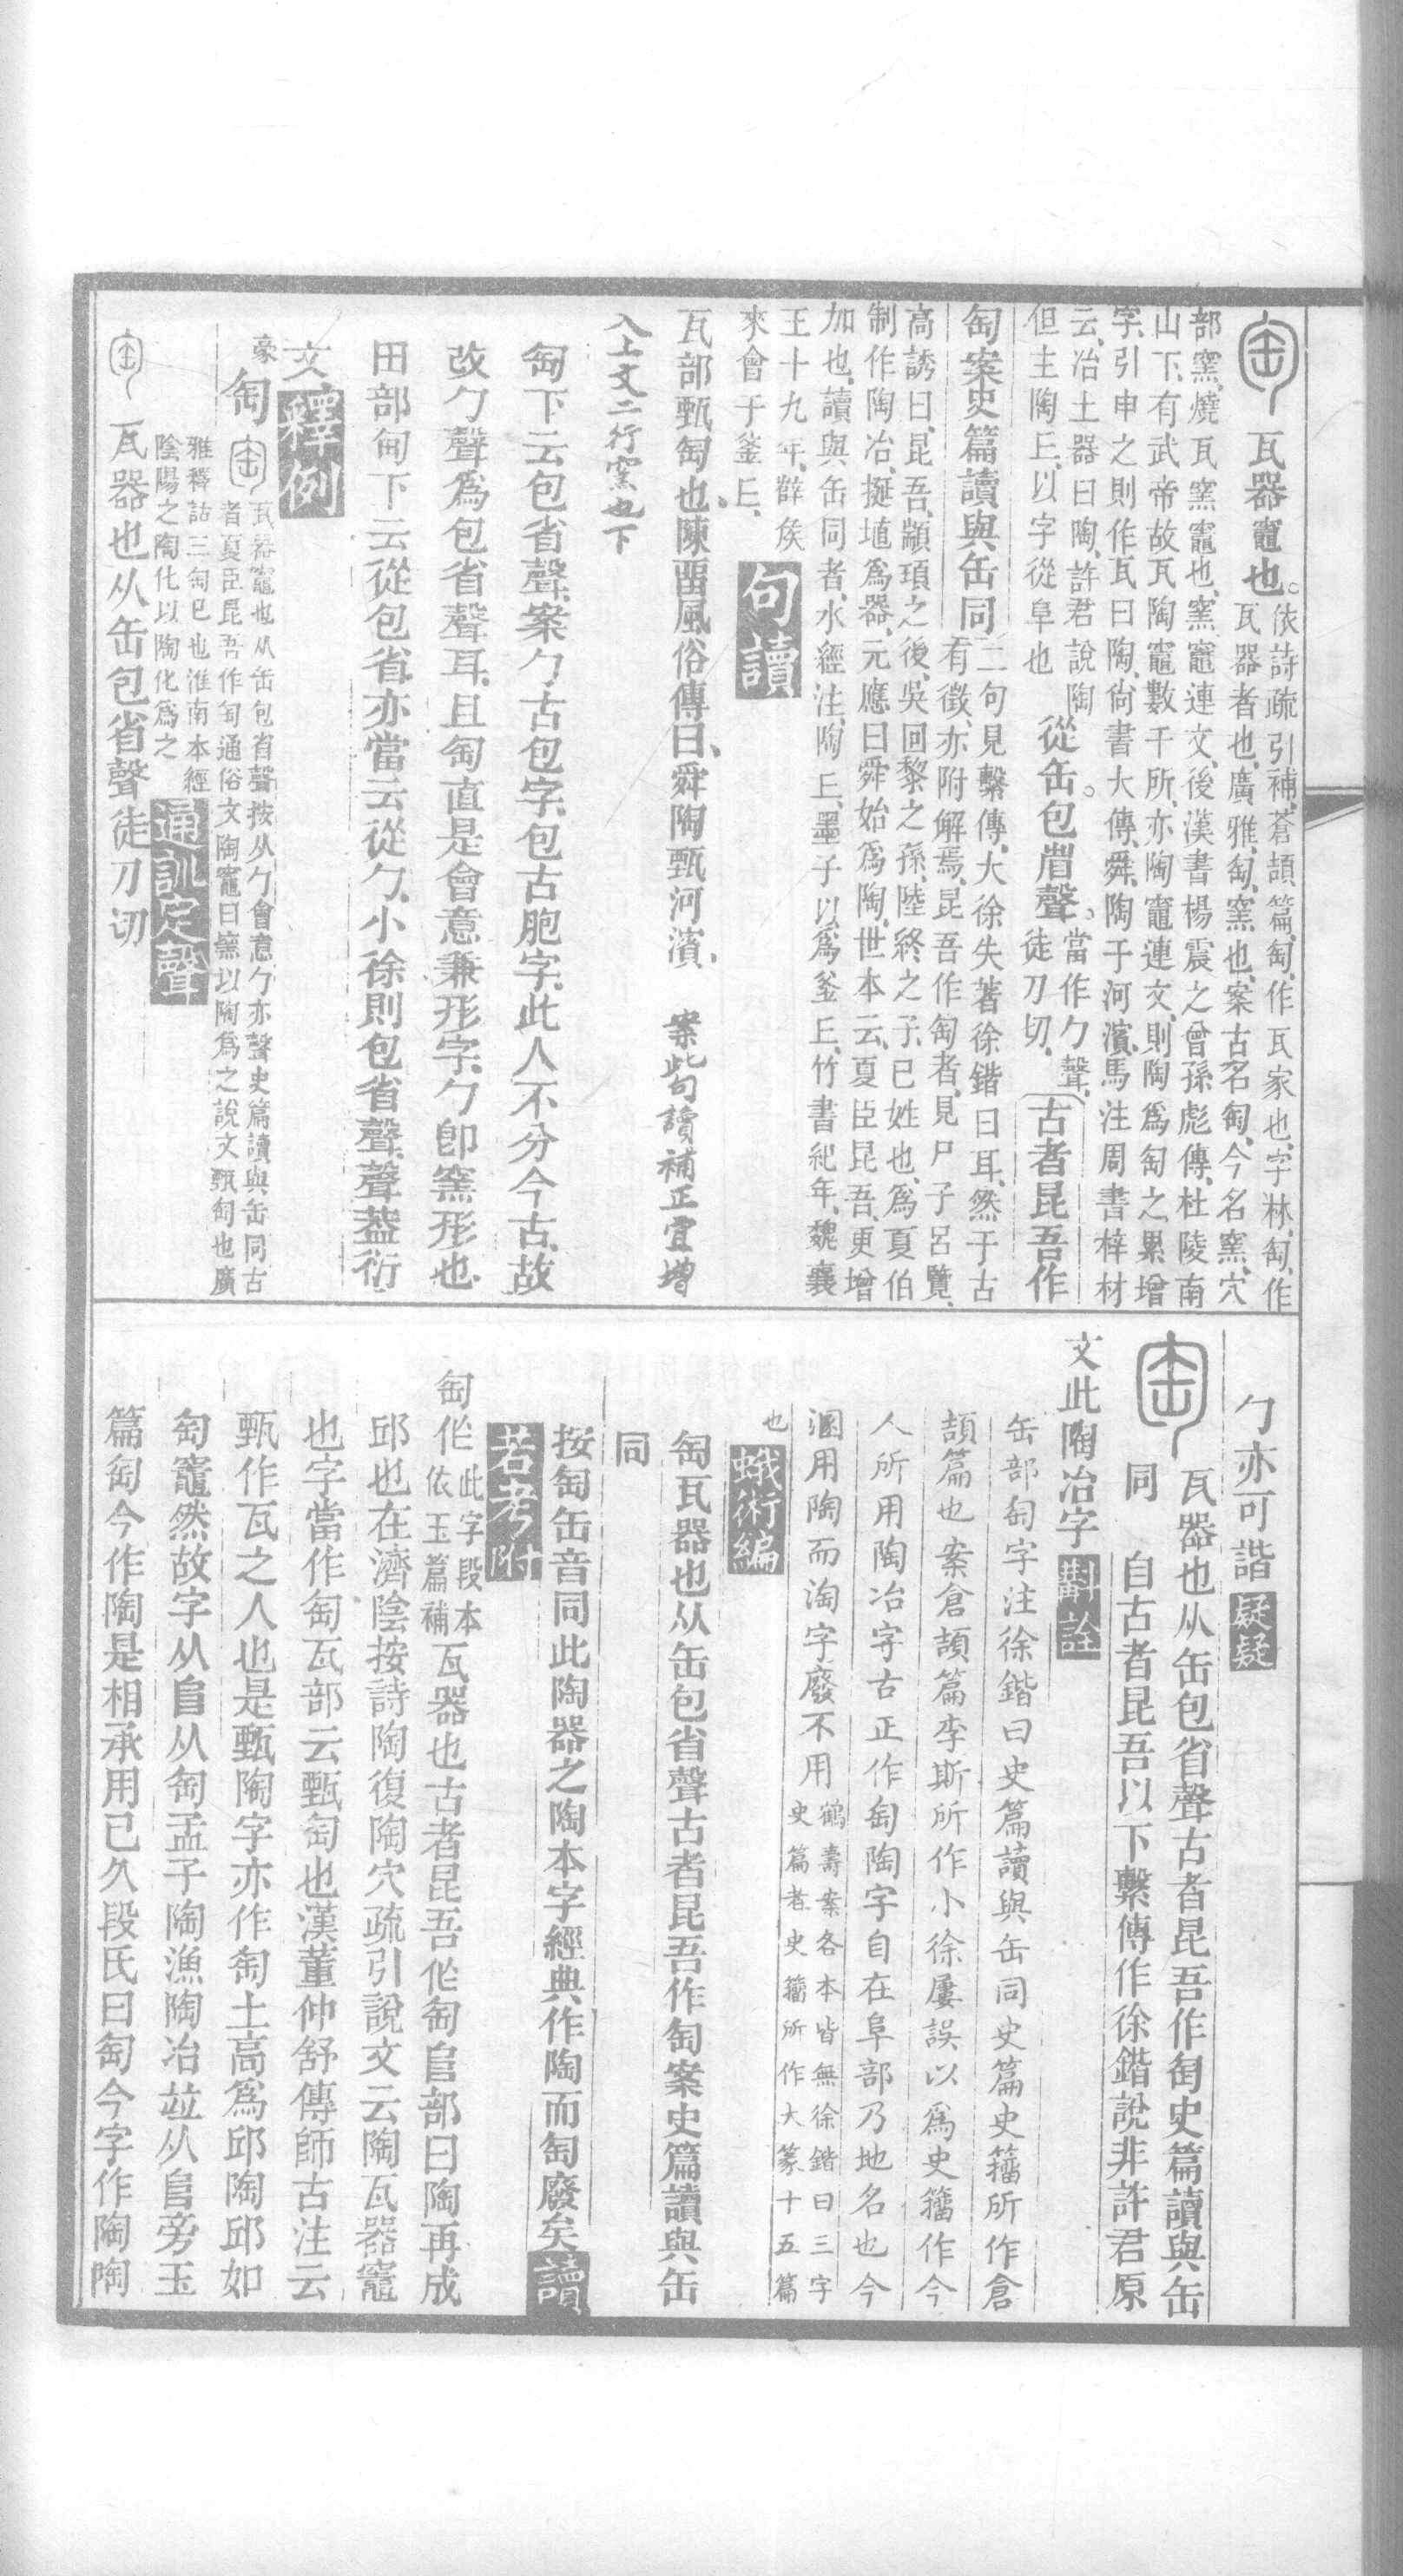 匋 瓦器竈也。依詩疏引補、蒼頡篇、匋、作瓦家也、字林、匋、作
瓦器者也、廣雅、匋、窯也、案古名匋、今名窯、穴
部窯、燒瓦窯竈也、窯竈連文、後漢書楊震之曾孫彪傳、杜陵南
山下、有武帝故瓦陶竈數千所、亦陶竈連文、則陶爲匋之累增
字、引申之則作瓦曰陶、尚書大傳、舜、陶于河濱、馬注周書梓材
云、冶土器曰陶、許君說陶
但主陶丘、以字從阜也
從缶。包省聲。當作勹聲、
徒刀切、
古者昆吾作
匋案史篇讀與缶同
二句見繫傳、大徐失著徐鍇曰耳、然于古
有徵、亦附解焉、昆吾作匋者、見尸子呂覽、
高誘曰、昆吾、顓頊之後、吳回黎之孫、陸終之子、已姓也、爲夏伯
制作陶冶、挻埴爲器、元應曰舜始爲陶、世本云、夏臣昆吾、更增
加也、讀與缶同者、水經注、陶丘、墨子以爲釜丘、竹書紀年、魏襄
王十九年、薛侯
來會于釜丘、
句讀
瓦部甄匋也、陳畱風俗傳曰、舜陶甄河濱、 案此句讀補正宜增
入上文二行窯也下
匋下云包省聲、案勹古包字、包古胞字、此人不分今古、故
改勹聲爲包省聲耳、且匋直是會意兼形字、勹卽窯形也、
田部甸下云從包省、亦當云從勹、小徐則包省聲、聲葢衍
文 釋例
豪 匋 匋 瓦器竈也从缶包省聲按从勹會意勹亦聲史篇讀與缶同古
者夏臣昆吾作匋通俗文陶竈曰窯以陶爲之說文甄匋也廣
雅釋詁三匋已也淮南本經
陰陽之陶化以陶化爲之
通訓定聲
匋 瓦器也从缶包省聲徒刀切
勹亦可諧 疑疑
匋 瓦器也从缶包省聲古者昆吾作匋史篇讀與缶
同 自古者昆吾以下繫傳作徐鍇說非許君原
文此陶冶字 斠詮
缶部匋字注徐鍇曰史篇讀與缶同史篇史籀所作倉
頡篇也案倉頡篇李斯所作小徐屢誤以爲史籀作今
人所用陶冶字古正作匋陶字自在阜部乃地名也今
溷用陶而淘字廢不用 鶴壽案各本皆無徐鍇曰三字
史篇者史籀所作大篆十五篇
也 蛾術編
匋瓦器也从缶包省聲古者昆吾作匋案史篇讀與缶
同
按匋缶音同此陶器之陶本字經典作陶而匋廢矣 讀
若考附
匋作 此字段本
依玉篇補 瓦器也古者昆吾作匋𨸏部曰陶再成
邱也在濟陰按詩陶復陶穴疏引說文云陶瓦器竈
也字當作匋瓦部云甄匋也漢董仲舒傳師古注云
甄作瓦之人也是甄陶字亦作匋土高爲邱陶邱如
匋竈然故字从𨸏从匋孟子陶漁陶冶竝从𨸏旁玉
篇匋今作陶是相承用已久段氏曰匋今字作陶陶